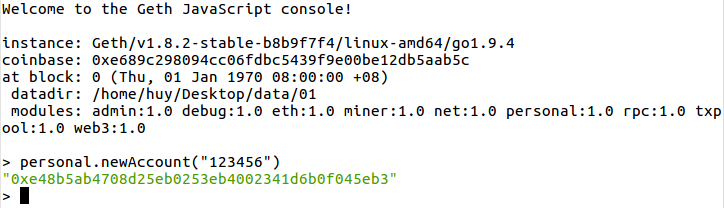 Welcome to the Geth JavaScript console!
instance: Geth/v1.8.2-stable-b8b9f7f4/linux-amd64/go1.9.4
coinbase: 0xe689c298094cc06fdbc5439f9e00be12db5aab5c
at block: 0 (Thu, 01 Jan 1970 08:00:00 +08)
 datadir: /home/huy/Desktop/data/01
 modules: admin:1.0 debug:1.0 eth:1.0 miner:1.0 net:1.0 personal:1.0 rpc:1.0 txp
ool:1.0 web3:1.0
> personal.newAccount("123456")
"0xe48b5ab4708d25eb0253eb4002341d6b0f045eb3"
>